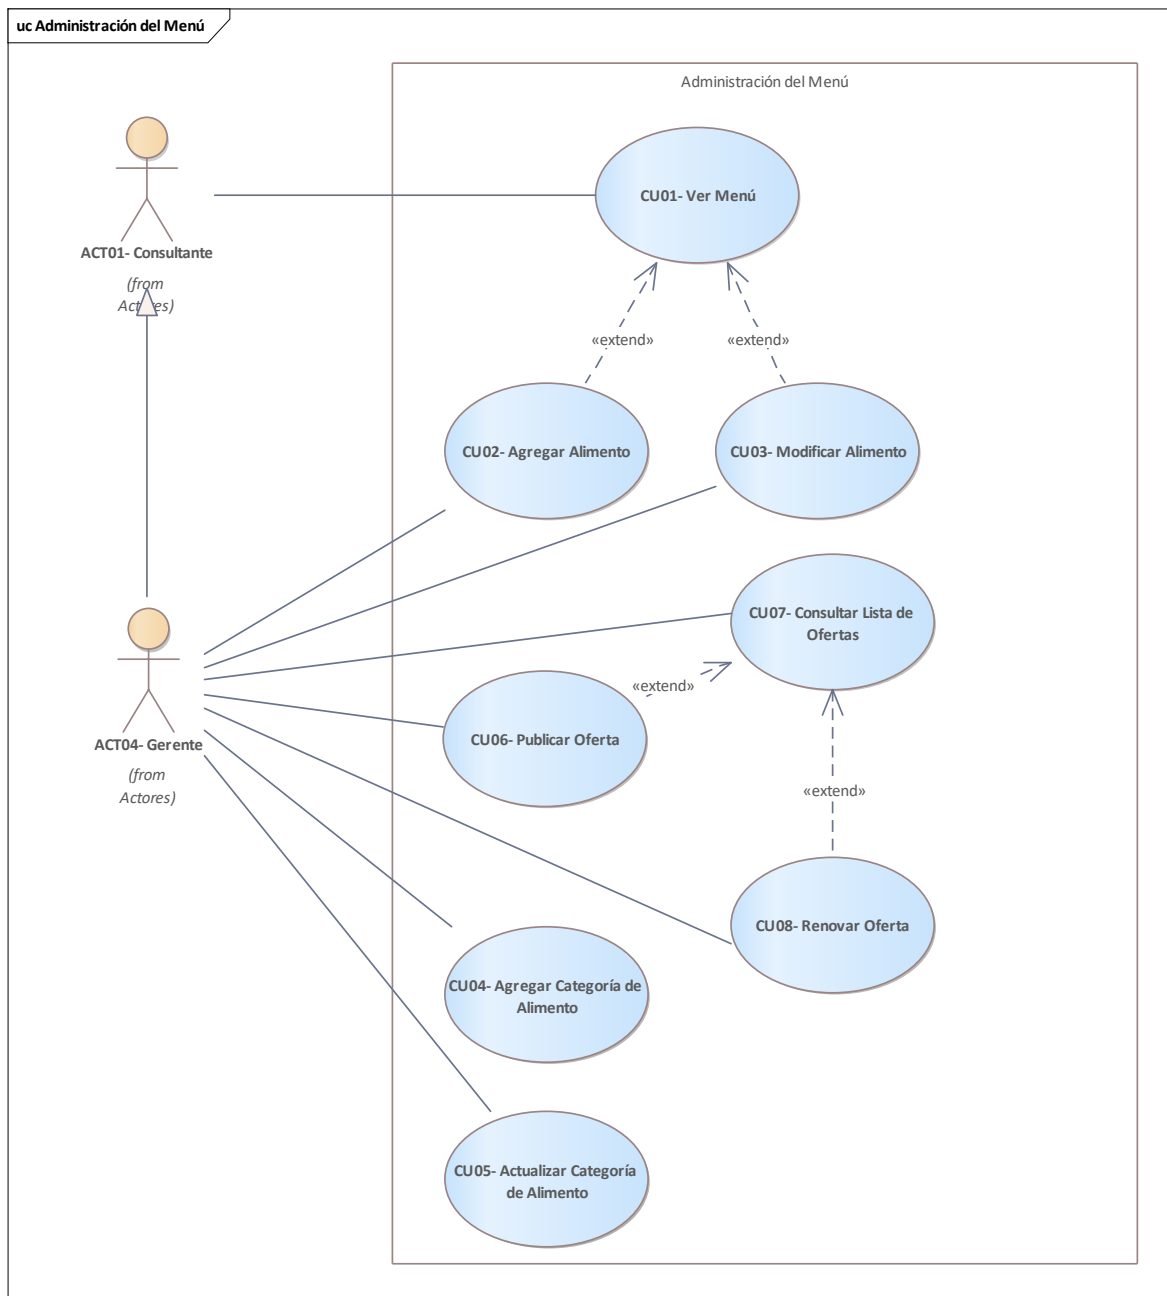 uc Administración del Menú
Administración del Menú
CU01- Ver Menú
ACT01- Consultante
(from
Actores)
«extend»
«extend»
CU02- Agregar Alimento
CU03- Modificar Alimento
CU07- Consultar Lista de
Ofertas
«extend»
ACT04- Gerente
(from
Actores)
CU06- Publicar Oferta
«extend»
CU08- Renovar Oferta
CU04- Agregar Categoría de
Alimento
CU05- Actualizar Categoría
de Alimento